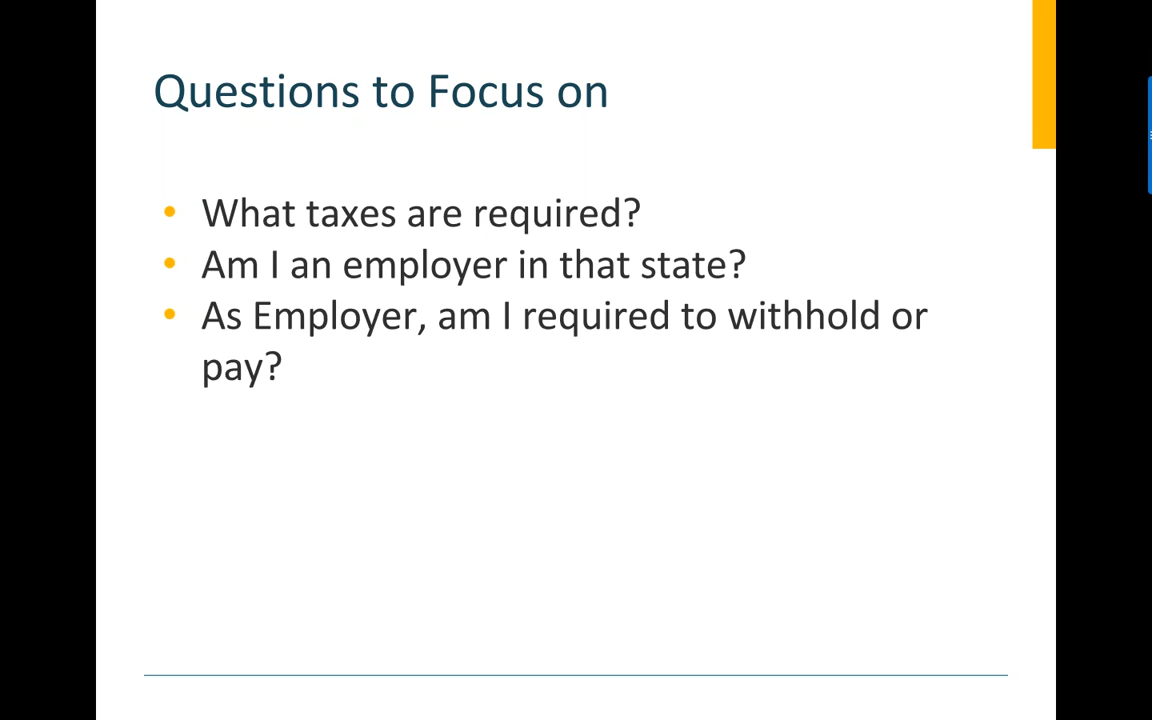 Questions to Focus on
• What taxes are required?
• Am I an employer in that state?
• As Employer, am I required to withhold or
pay?